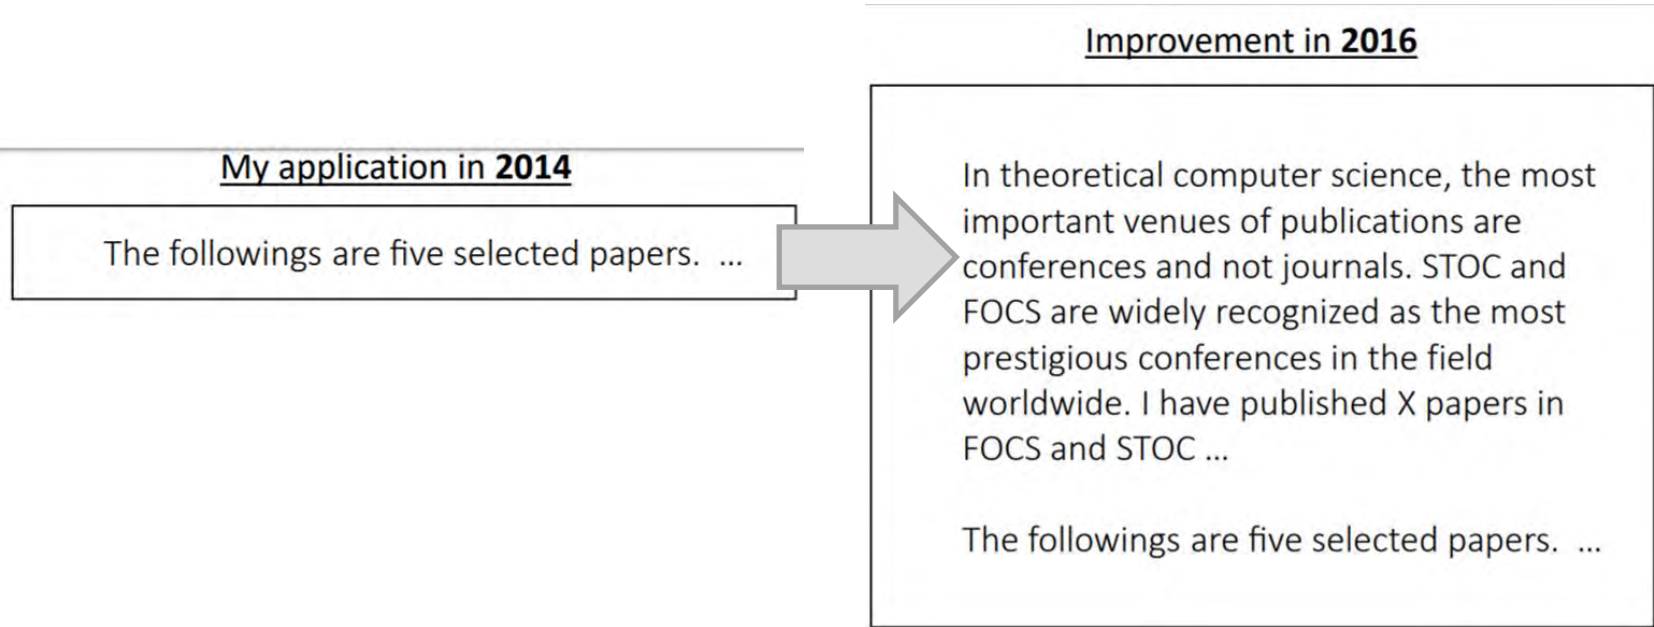 My application in 2014
The followings are five selected papers.  ...
Improvement in 2016
In theoretical computer science, the most
important venues of publications are
conferences and not journals. STOC and
FOCS are widely recognized as the most
prestigious conferences in the field
worldwide. I have published X papers in
FOCS and STOC ...
The followings are five selected papers.  ...